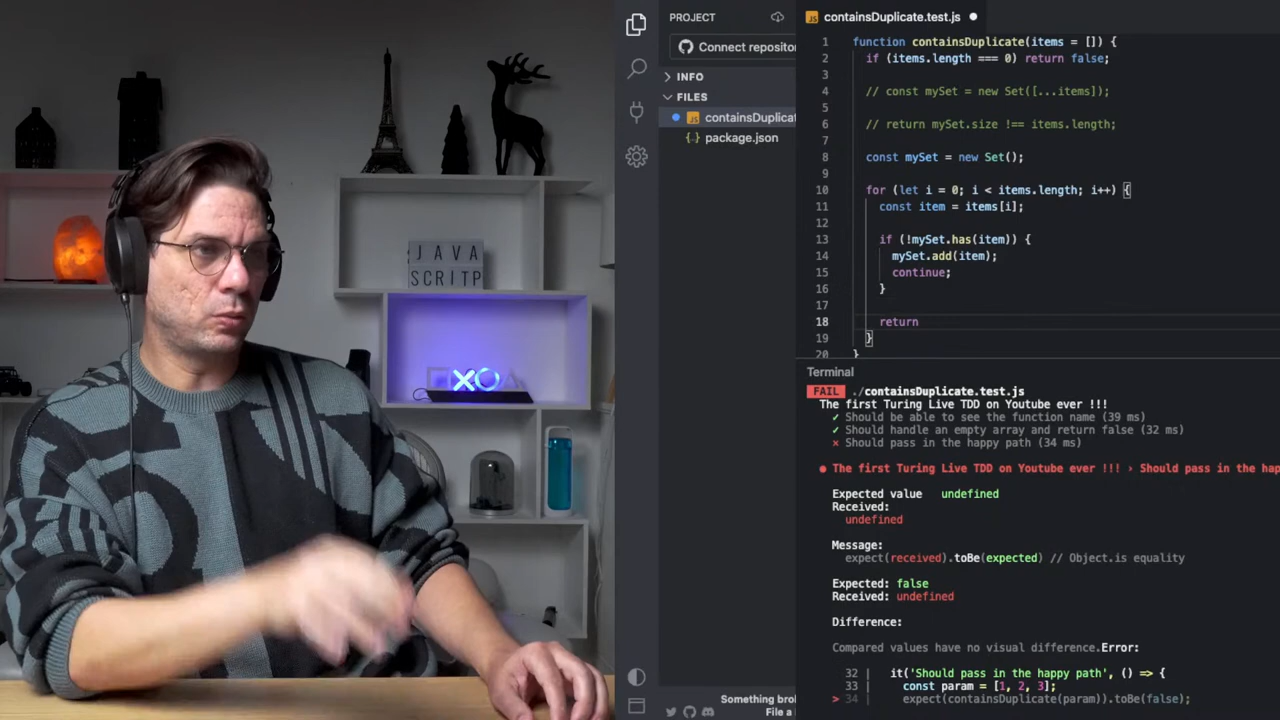 JAVA
SCRITP
PROJECT
Connect reposito
INFO
FILES
containsDuplicat
package.json
Something bro
File a
containsDuplicate.test.js
1 function containsDuplicate(items = []) {
2 if (items.length === 0) return false;
3
4 // const mySet = new Set([...items]);
5
6 // return mySet.size !== items.length;
7
8 const mySet = new Set();
9
10 for (let i = 0; i < items.length; i++) {
11 const item = items[i];
12
13 if (!mySet.has(item)) {
14 mySet.add(item);
15 continue;
16 }
17
18 return
19 }
20 }
Terminal
FAIL ./containsDuplicate.test.js
The first Turing Live TDD on Youtube ever !!!
✓ Should be able to see the function name (39 ms)
✓ Should handle an empty array and return false (32 ms)
✕ Should pass in the happy path (34 ms)
● The first Turing Live TDD on Youtube ever !!! › Should pass in the hap
Expected value undefined
Received:
undefined
Message:
expect(received).toBe(expected) // Object.is equality
Expected: false
Received: undefined
Difference:
Compared values have no visual difference.Error:
32 | it('Should pass in the happy path', () => {
33 | const param = [1, 2, 3];
> 34 | expect(containsDuplicate(param)).toBe(false);